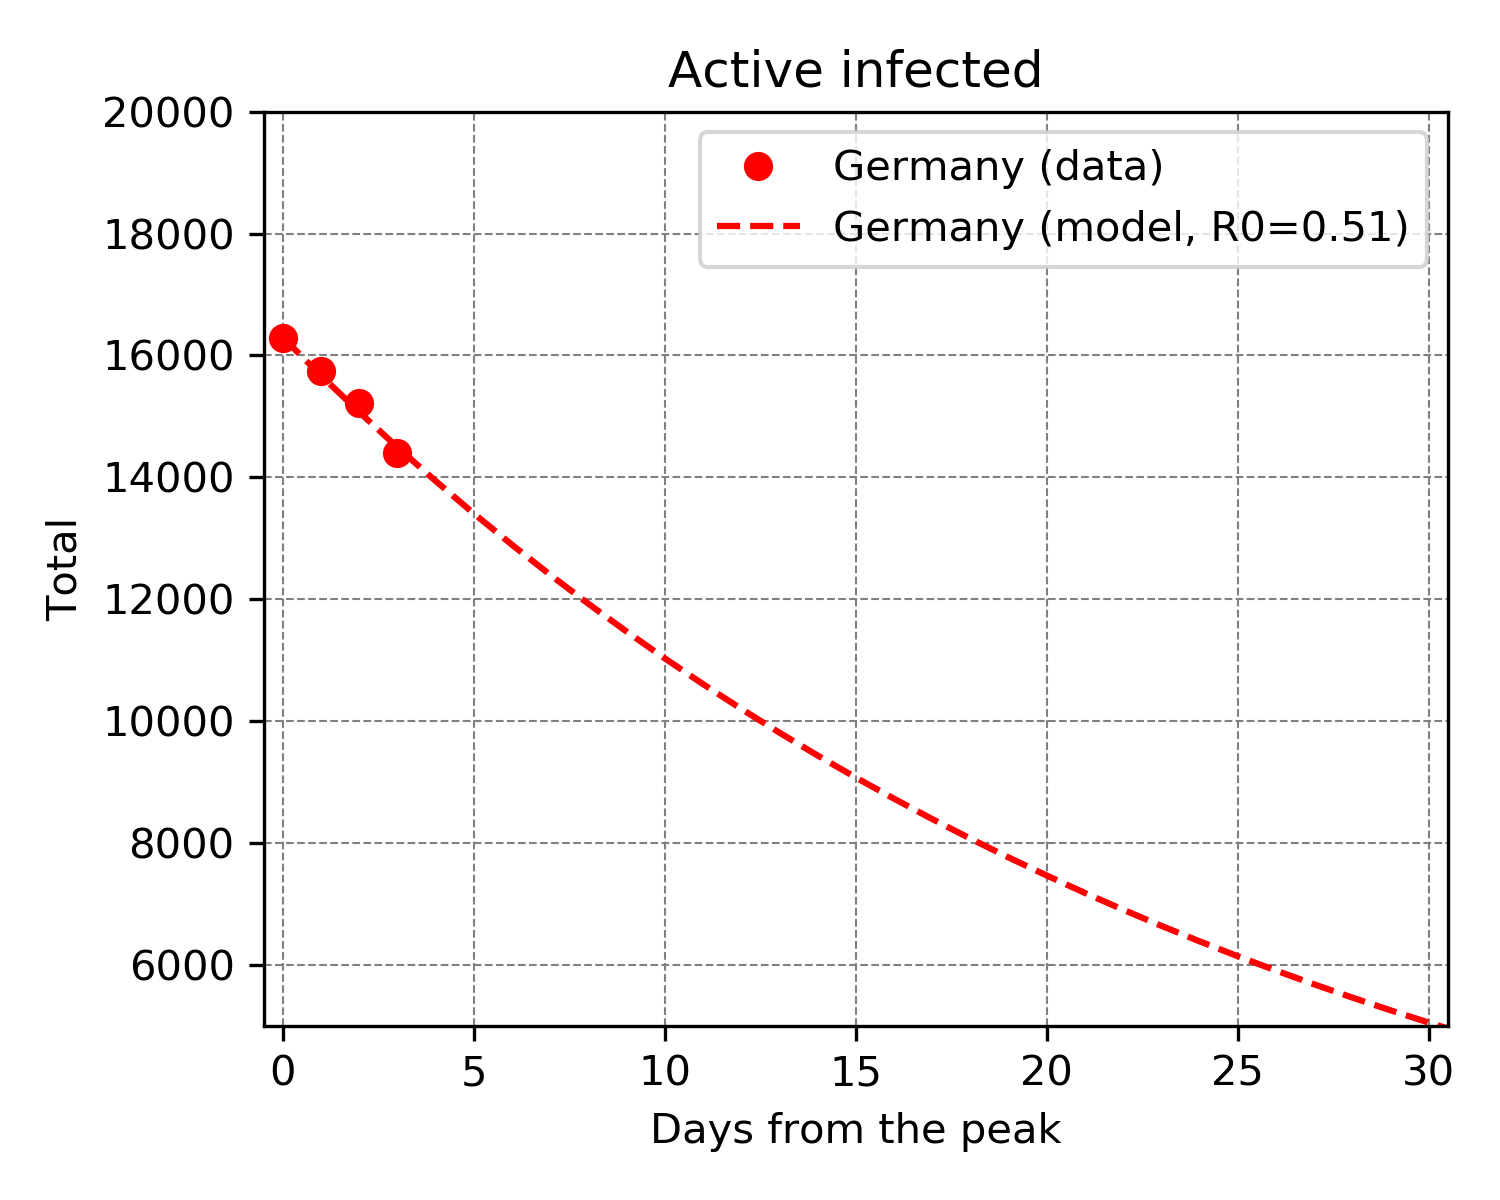 Active infected
20000
18000
16000
14000
12000
10000
8000
6000
Total
Germany (data)
Germany (model, R0=0.51)
0 5 10 15 20 25 30
Days from the peak